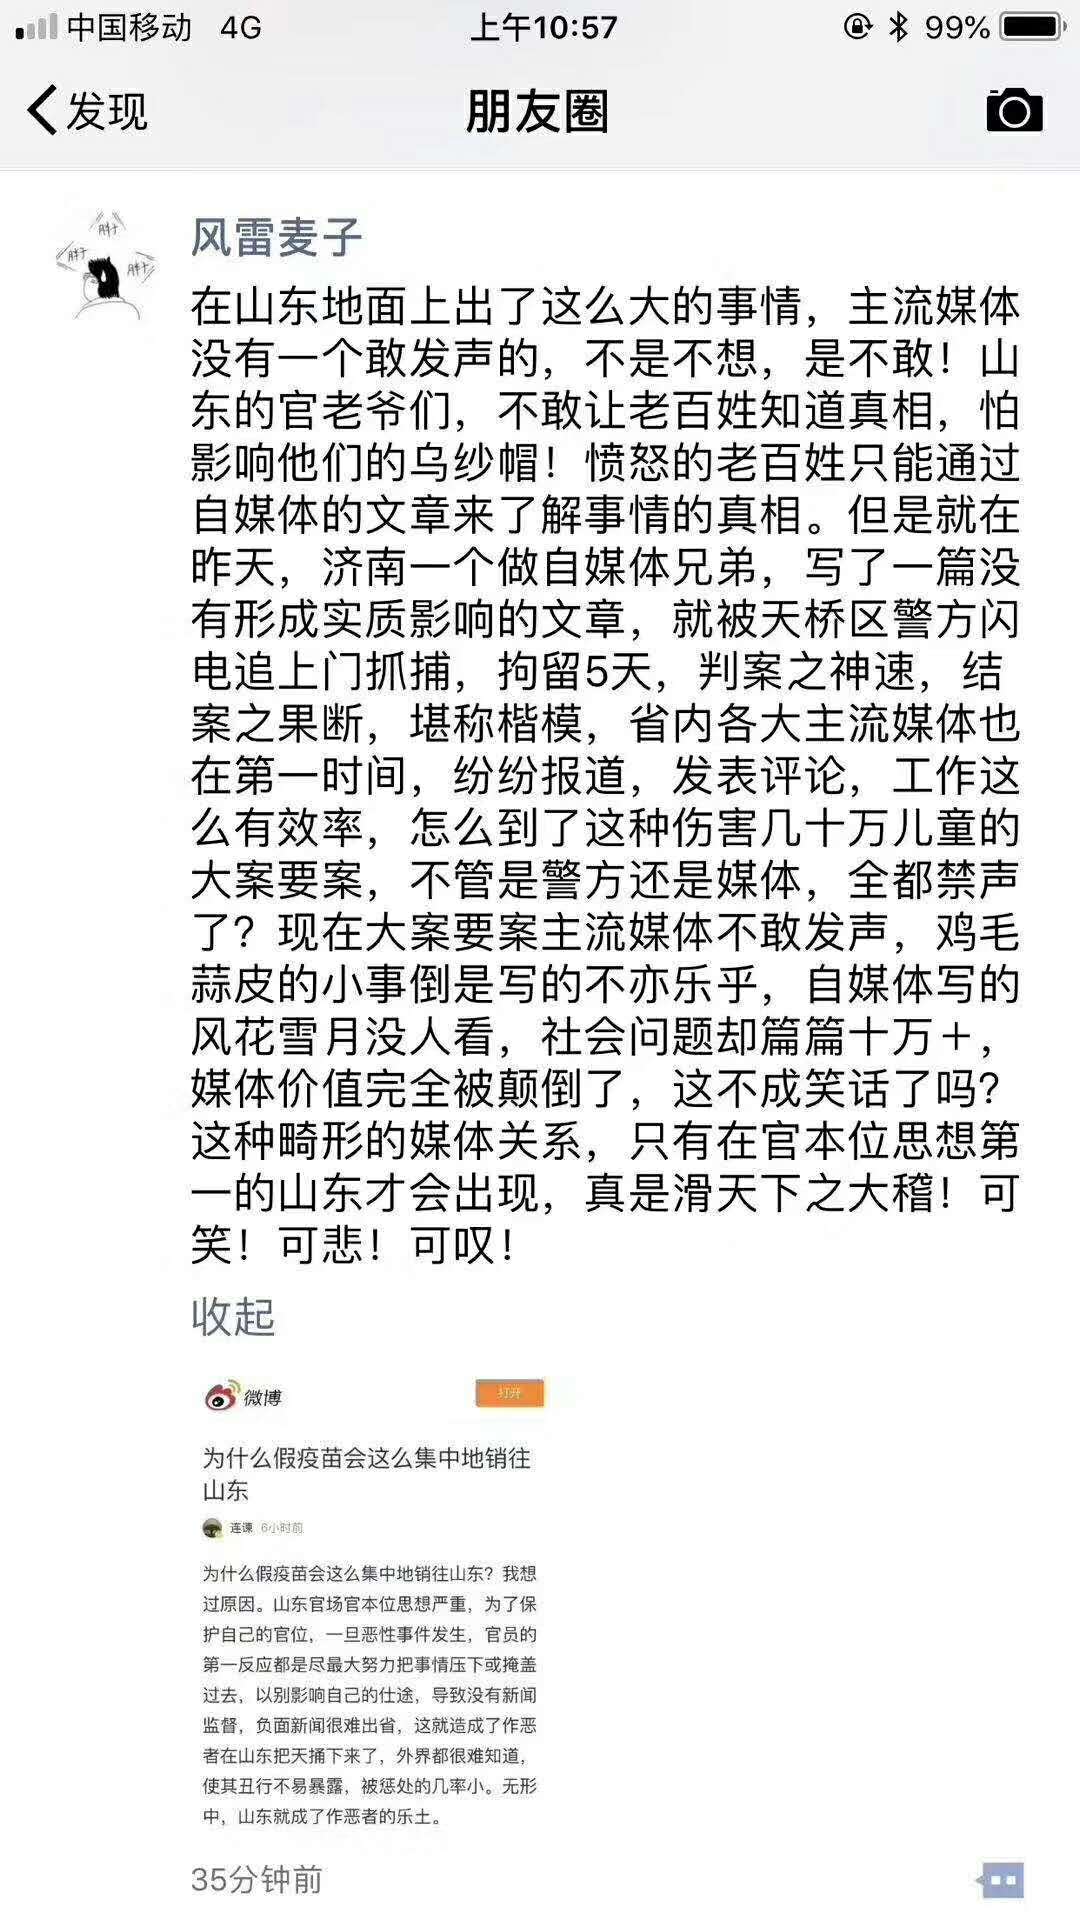 中国移动 4G 上午10:57 99%
发现 朋友圈
胖子
胖子 胖子
风雷麦子
在山东地面上出了这么大的事情，主流媒体
没有一个敢发声的，不是不想，是不敢！山
东的官老爷们，不敢让老百姓知道真相，怕
影响他们的乌纱帽！愤怒的老百姓只能通过
自媒体的文章来了解事情的真相。但是就在
昨天，济南一个做自媒体兄弟，写了一篇没
有形成实质影响的文章，就被天桥区警方闪
电追上门抓捕，拘留5天，判案之神速，结
案之果断，堪称楷模，省内各大主流媒体也
在第一时间，纷纷报道，发表评论，工作这
么有效率，怎么到了这种伤害几十万儿童的
大案要案，不管是警方还是媒体，全都禁声
了？现在大案要案主流媒体不敢发声，鸡毛
蒜皮的小事倒是写的不亦乐乎，自媒体写的
风花雪月没人看，社会问题却篇篇十万＋，
媒体价值完全被颠倒了，这不成笑话了吗？
这种畸形的媒体关系，只有在官本位思想第
一的山东才会出现，真是滑天下之大稽！可
笑！可悲！可叹！
收起
微博 打开
为什么假疫苗会这么集中地销往
山东
连谏 6小时前
为什么假疫苗会这么集中地销往山东？我想
过原因。山东官场官本位思想严重，为了保
护自己的官位，一旦恶性事件发生，官员的
第一反应都是尽最大努力把事情压下或掩盖
过去，以别影响自己的仕途，导致没有新闻
监督，负面新闻很难出省，这就造成了作恶
者在山东把天捅下来了，外界都很难知道，
使其丑行不易暴露，被惩处的几率小。无形
中，山东就成了作恶者的乐土。
35分钟前